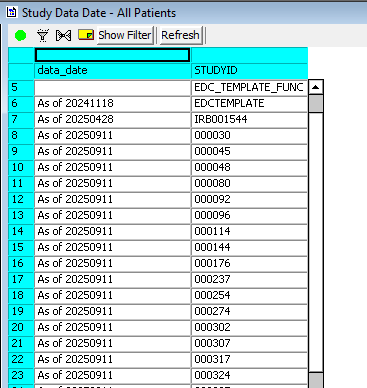 Study Data Date - All Patients
Show Filter Refresh
data_date STUDYID
5 EDC_TEMPLATE_FUNC
6 As of 20241118 EDCTEMPLATE
7 As of 20250428 IRB001544
8 As of 20250911 000030
9 As of 20250911 000045
10 As of 20250911 000048
11 As of 20250911 000080
12 As of 20250911 000092
13 As of 20250911 000096
14 As of 20250911 000114
15 As of 20250911 000144
16 As of 20250911 000176
17 As of 20250911 000237
18 As of 20250911 000254
19 As of 20250911 000274
20 As of 20250911 000302
21 As of 20250911 000307
22 As of 20250911 000317
23 As of 20250911 000324